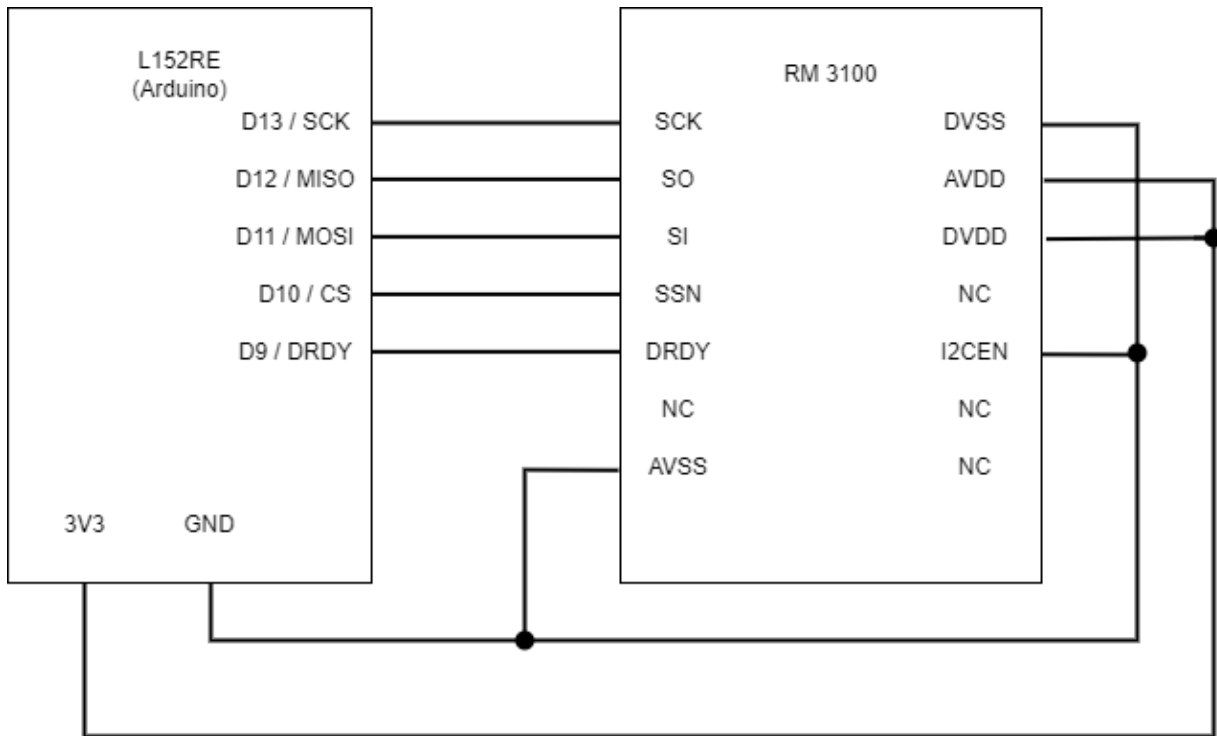 L152RE
(Arduino)
D13 / SCK
D12 / MISO
D11 / MOSI
D10 / CS
D9 / DRDY
3V3
GND
RM 3100
SCK
SO
SI
SSN
DRDY
NC
AVSS
DVSS
AVDD
DVDD
NC
I2CEN
NC
NC